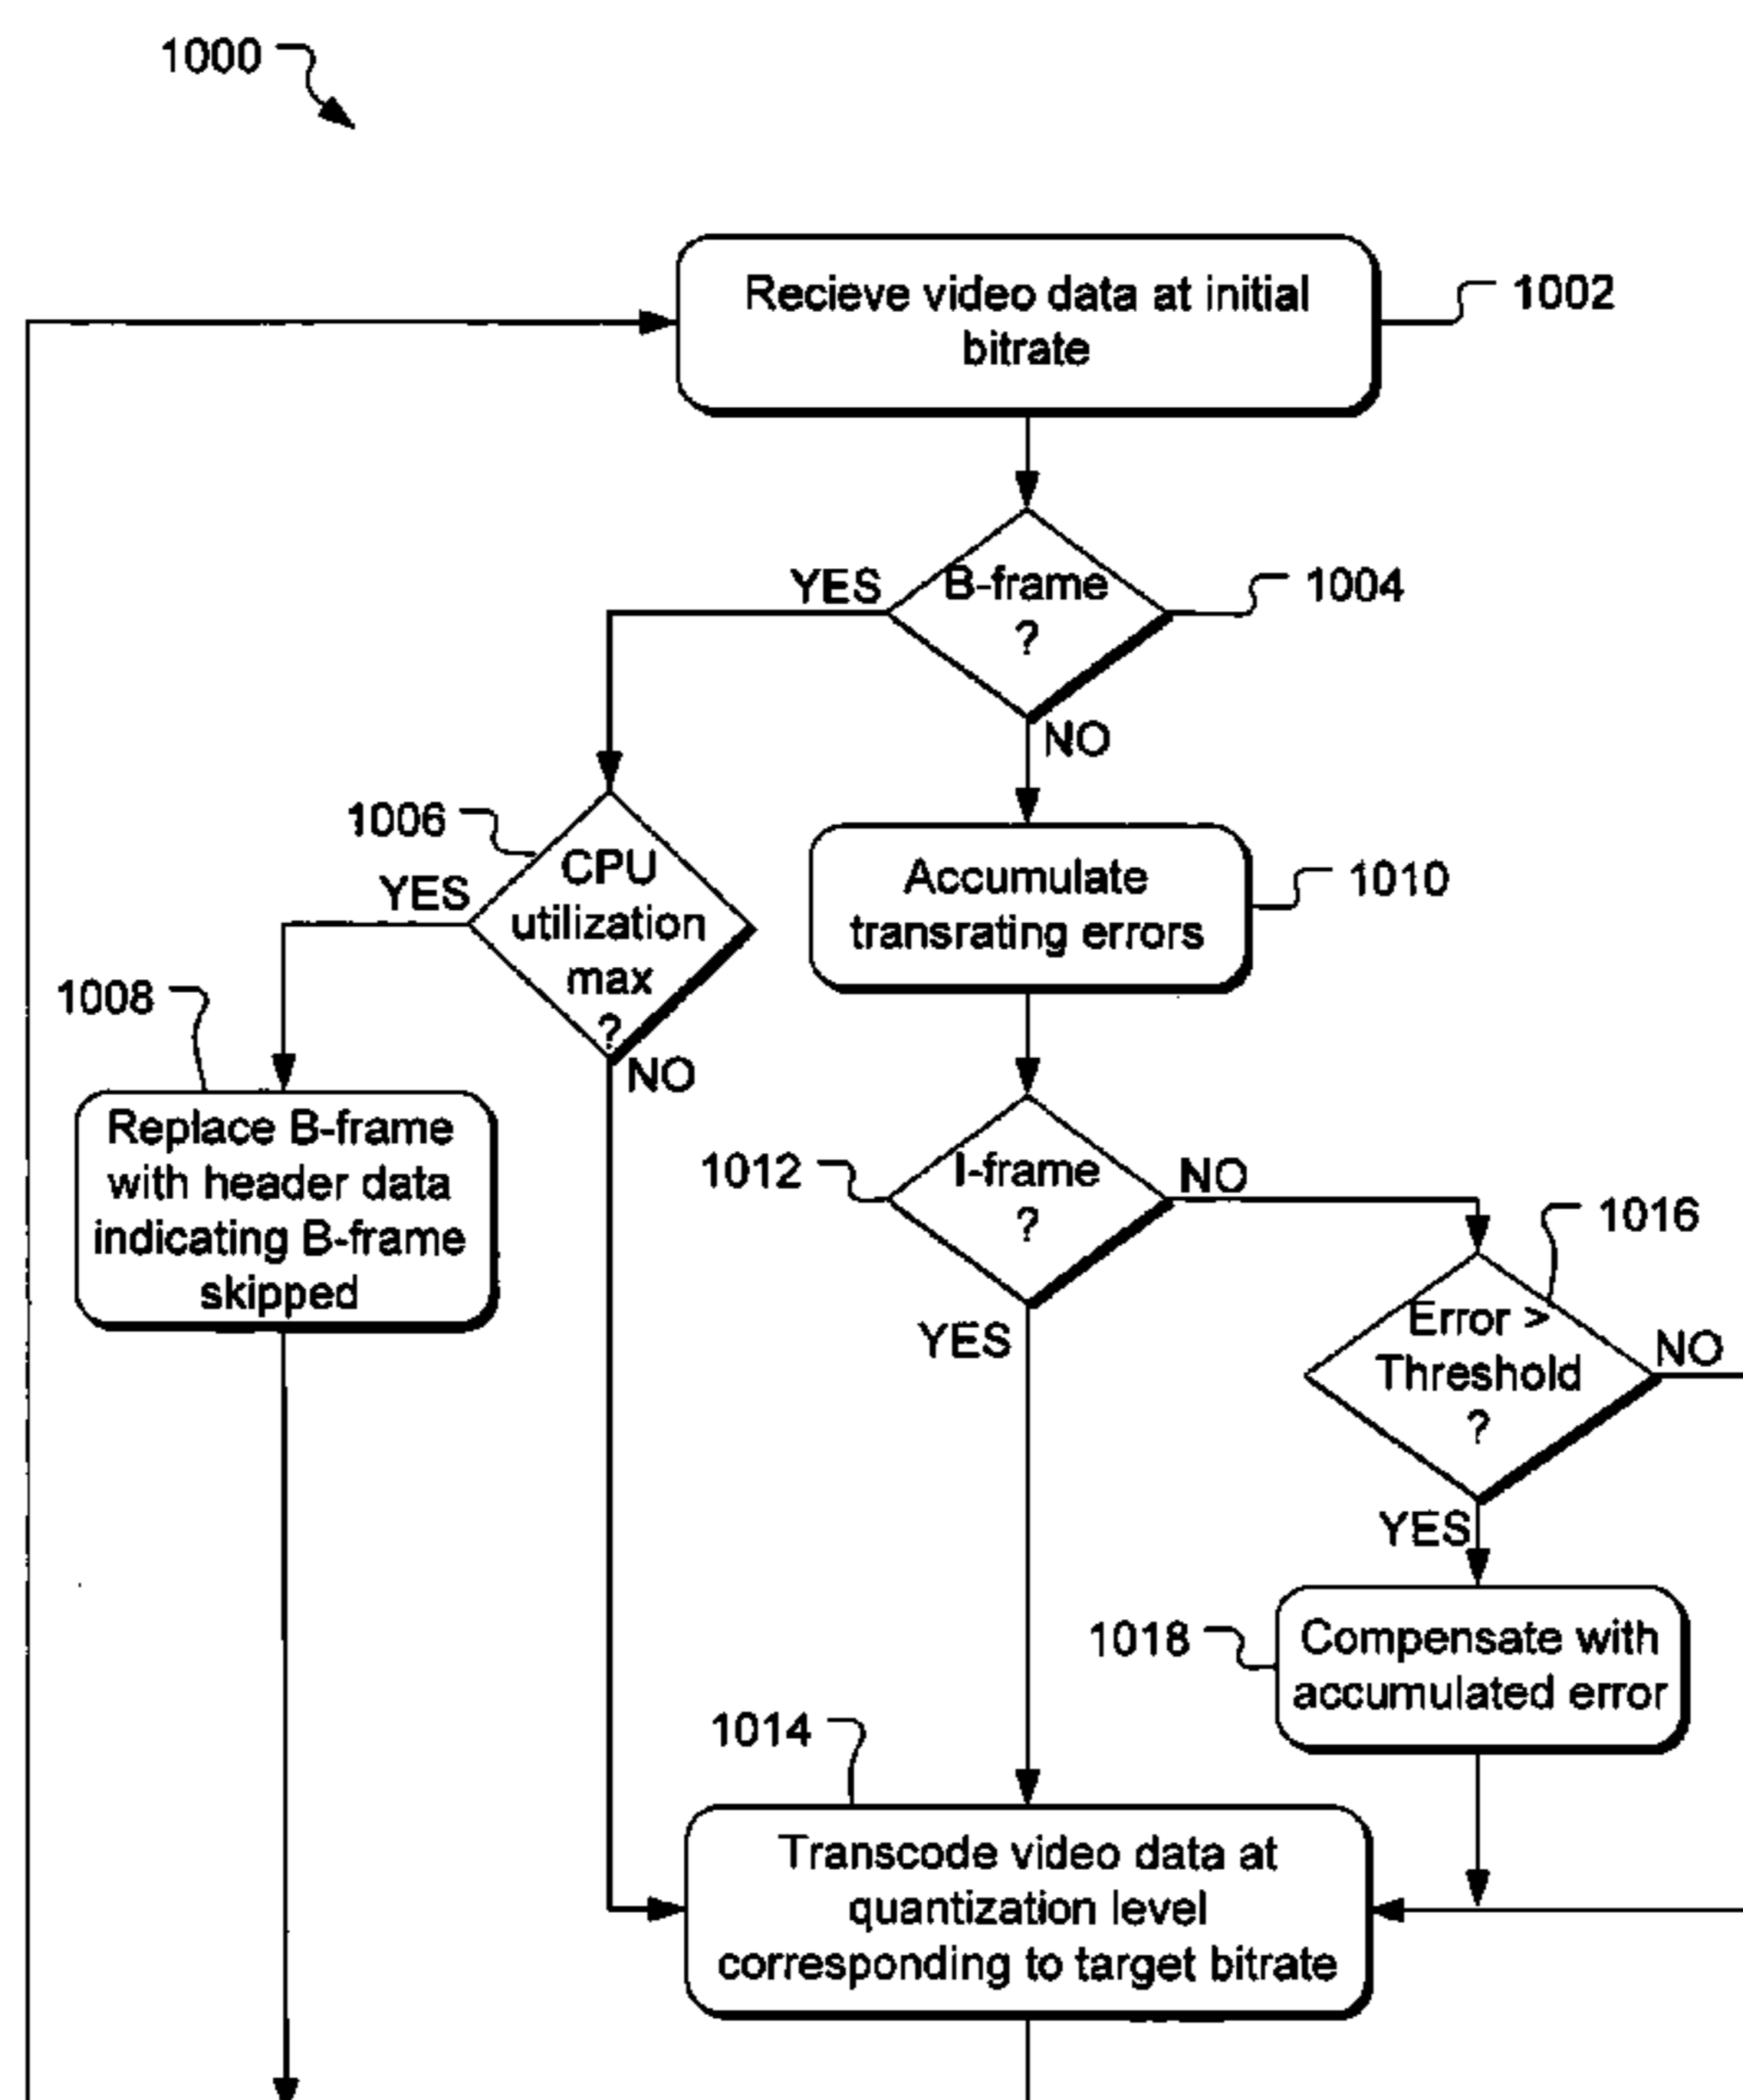 1000
Recieve video data at initial
bitrate
1002
B-frame
?
1004
YES
NO
1006
CPU
utilization
max
?
YES
NO
Accumulate
transrating errors
1010
1008
Replace B-frame
with header data
indicating B-frame
skipped
1012
I-frame
?
NO
YES
1016
Error >
Threshold
?
NO
YES
1018
Compensate with
accumulated error
1014
Transcode video data at
quantization level
corresponding to target bitrate